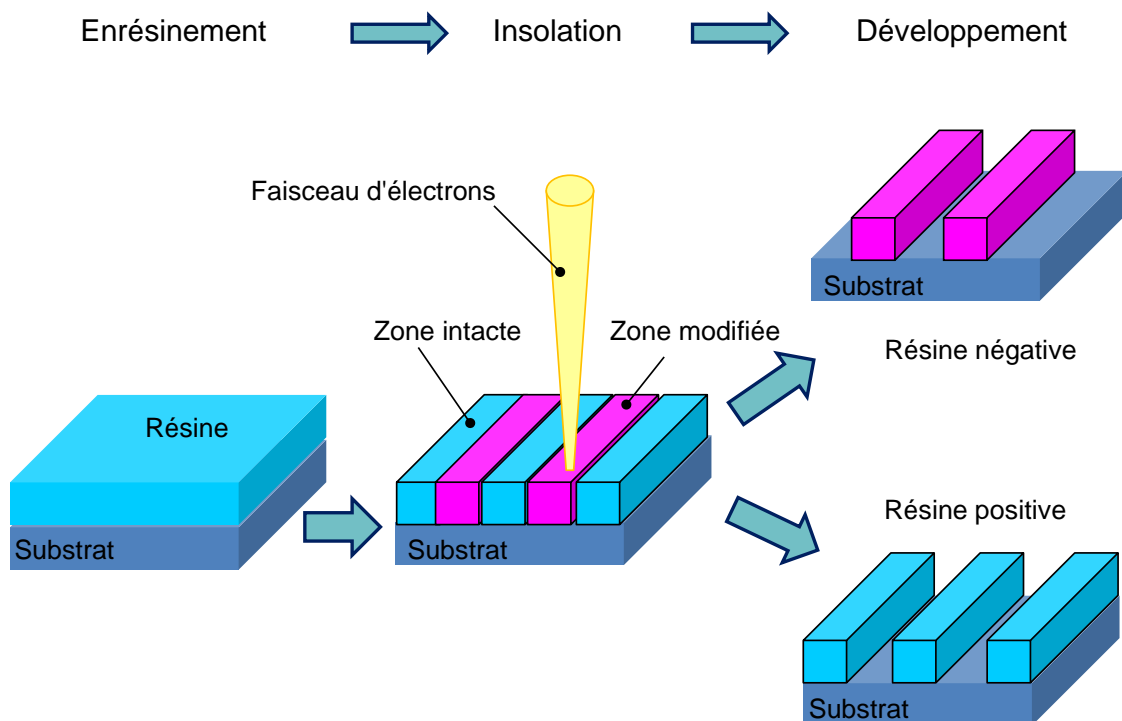 Enrésinement
Insolation
Développement
Faisceau d'électrons
Substrat
Zone intacte
Zone modifiée
Résine négative
Résine
Résine positive
Substrat
Substrat
Substrat